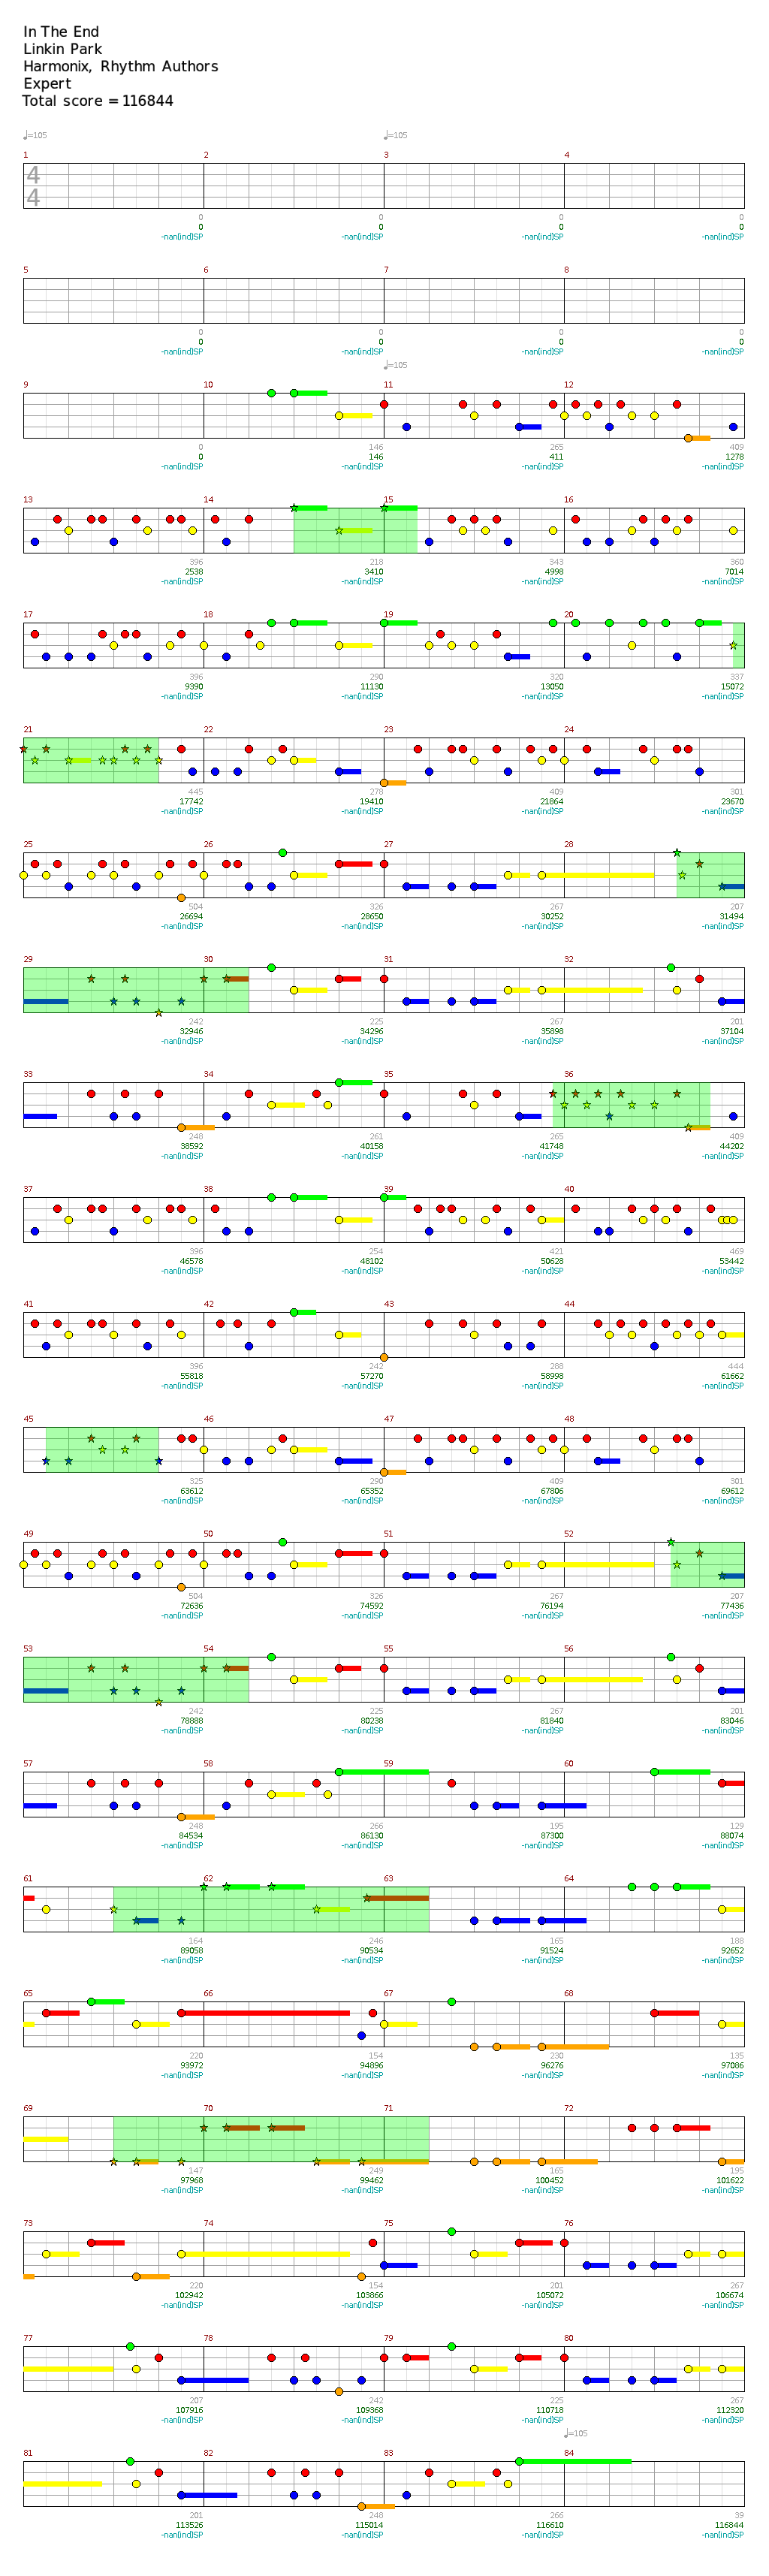 In The End
Linkin Park
Harmonix, Rhythm Authors
Expert
Total score = 116844
♩=105 ♩=105
1 2 3 4
4
4
0 0 0 0
0 0 0 0
-nan(ind)SP -nan(ind)SP -nan(ind)SP -nan(ind)SP
5 6 7 8
0 0 0 0
0 0 0 0
-nan(ind)SP -nan(ind)SP -nan(ind)SP -nan(ind)SP
♩=105
9 10 11 12
0 146 265 409
0 146 411 1278
-nan(ind)SP -nan(ind)SP -nan(ind)SP -nan(ind)SP
13 14 15 16
396 218 343 360
2538 3410 4998 7014
-nan(ind)SP -nan(ind)SP -nan(ind)SP -nan(ind)SP
17 18 19 20
396 290 320 337
9390 11130 13050 15072
-nan(ind)SP -nan(ind)SP -nan(ind)SP -nan(ind)SP
21 22 23 24
445 278 409 301
17742 19410 21864 23670
-nan(ind)SP -nan(ind)SP -nan(ind)SP -nan(ind)SP
25 26 27 28
504 326 267 207
26694 28650 30252 31494
-nan(ind)SP -nan(ind)SP -nan(ind)SP -nan(ind)SP
29 30 31 32
242 225 267 201
32946 34296 35898 37104
-nan(ind)SP -nan(ind)SP -nan(ind)SP -nan(ind)SP
33 34 35 36
248 261 265 409
38592 40158 41748 44202
-nan(ind)SP -nan(ind)SP -nan(ind)SP -nan(ind)SP
37 38 39 40
396 254 421 469
46578 48102 50628 53442
-nan(ind)SP -nan(ind)SP -nan(ind)SP -nan(ind)SP
41 42 43 44
396 242 288 444
55818 57270 58998 61662
-nan(ind)SP -nan(ind)SP -nan(ind)SP -nan(ind)SP
45 46 47 48
325 290 409 301
63612 65352 67806 69612
-nan(ind)SP -nan(ind)SP -nan(ind)SP -nan(ind)SP
49 50 51 52
504 326 267 207
72636 74592 76194 77436
-nan(ind)SP -nan(ind)SP -nan(ind)SP -nan(ind)SP
53 54 55 56
242 225 267 201
78888 80238 81840 83046
-nan(ind)SP -nan(ind)SP -nan(ind)SP -nan(ind)SP
57 58 59 60
248 266 195 129
84534 86130 87300 88074
-nan(ind)SP -nan(ind)SP -nan(ind)SP -nan(ind)SP
61 62 63 64
164 246 165 188
89058 90534 91524 92652
-nan(ind)SP -nan(ind)SP -nan(ind)SP -nan(ind)SP
65 66 67 68
220 154 230 135
93972 94896 96276 97086
-nan(ind)SP -nan(ind)SP -nan(ind)SP -nan(ind)SP
69 70 71 72
147 249 165 195
97968 99462 100452 101622
-nan(ind)SP -nan(ind)SP -nan(ind)SP -nan(ind)SP
73 74 75 76
220 154 201 267
102942 103866 105072 106674
-nan(ind)SP -nan(ind)SP -nan(ind)SP -nan(ind)SP
77 78 79 80
207 242 225 267
107916 109368 110718 112320
-nan(ind)SP -nan(ind)SP -nan(ind)SP -nan(ind)SP
♩=105
81 82 83 84
201 248 266 39
113526 115014 116610 116844
-nan(ind)SP -nan(ind)SP -nan(ind)SP -nan(ind)SP